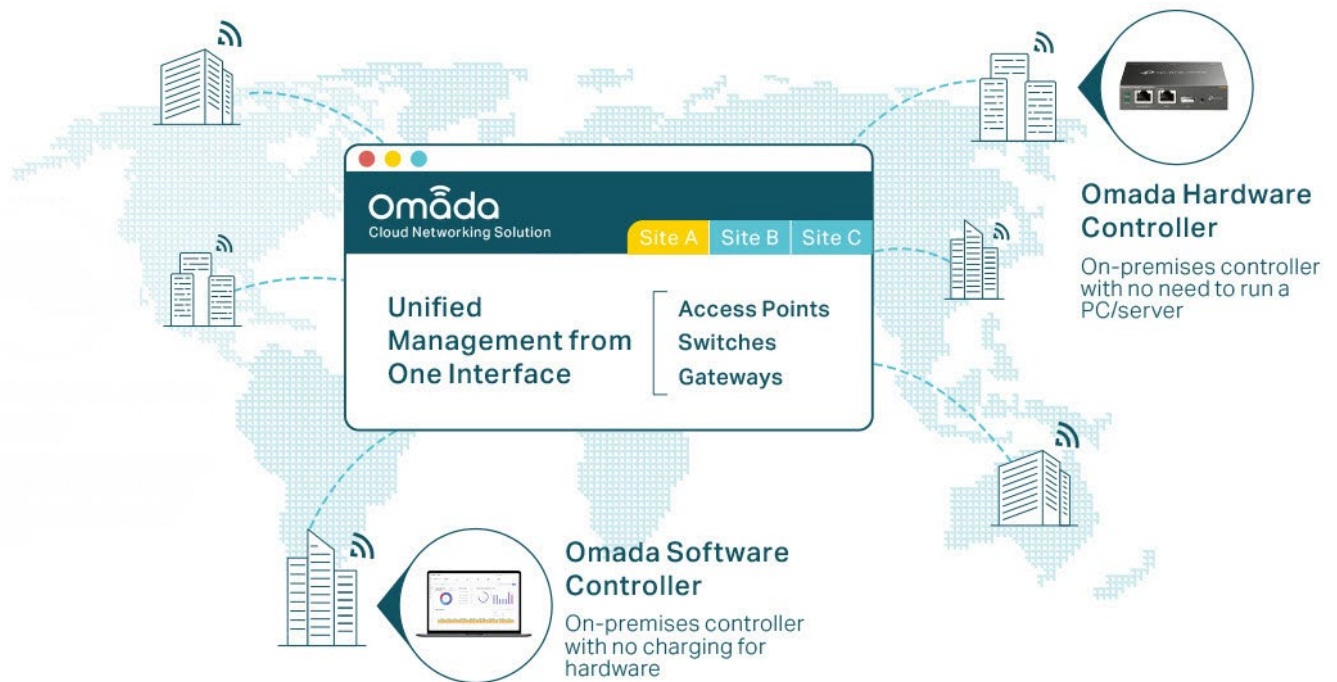 Omada
Cloud Networking Solution
Site A
Site B
Site C
Unified
Management from
One Interface
Access Points
Switches
Gateways
Omada Hardware
Controller
On-premises controller
with no need to run a
PC/server
Omada Software
Controller
On-premises controller
with no charging for
hardware